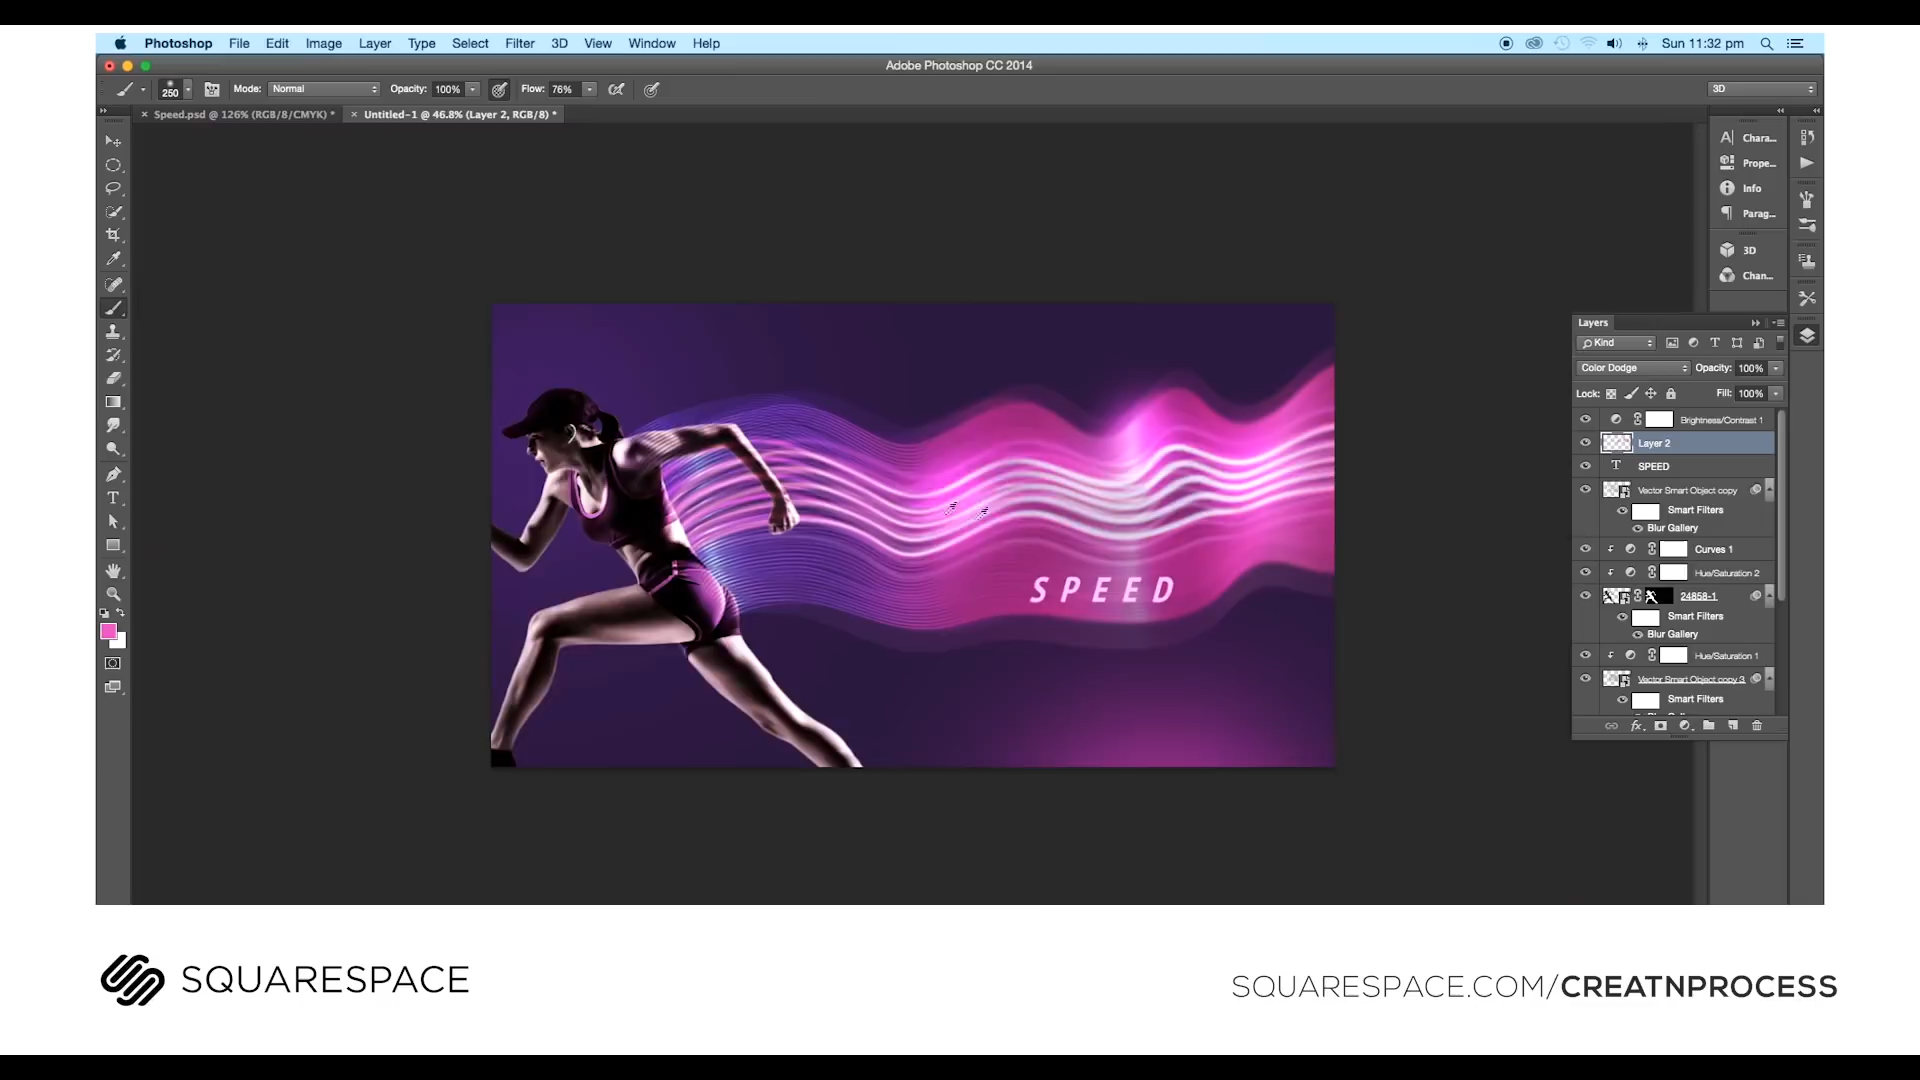 Photoshop File Edit Image Layer Type Select Filter 3D View Window Help Sun 11:32 pm
Adobe Photoshop CC 2014
250 Mode: Normal Opacity: 100% Flow: 76% 3D
Speed.psd @ 126% (RGB/8/CMYK) * Untitled-1 @ 46.8% (Layer 2, RGB/8) *
A| Chara...
Prope...
Info
Parag...
3D
Chan...
Layers
Kind
Color Dodge Opacity: 100%
Lock: Fill: 100%
Brightness/Contrast 1
Layer 2
T SPEED
Vector Smart Object copy
Smart Filters
Blur Gallery
Curves 1
Hue/Saturation 2
24858-1
Smart Filters
Blur Gallery
Hue/Saturation 1
Vector Smart Object copy 3
Smart Filters
fx
SPEED
SQUARESPACE
SQUARESPACE.COM/CREATNPROCESS